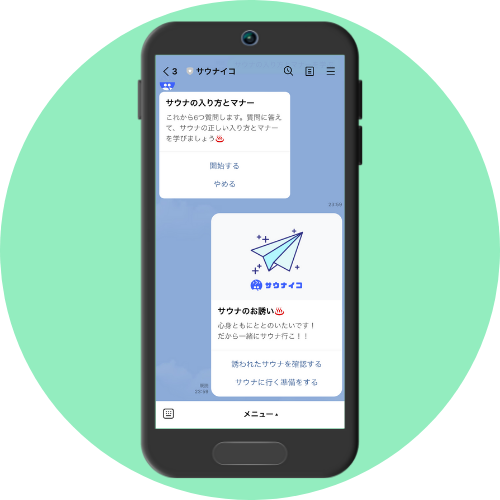 3 サウナイコ
サウナの入り方とマナー
これから6つ質問します。質問に答え
て、サウナの正しい入り方とマナー
を学びましょう♨️
開始する
やめる
サウナイコ
サウナのお誘い♨️
心身ともにととのいたいです！
だから一緒にサウナ行こ！！
誘われたサウナを確認する
サウナに行く準備をする
メニュー▴